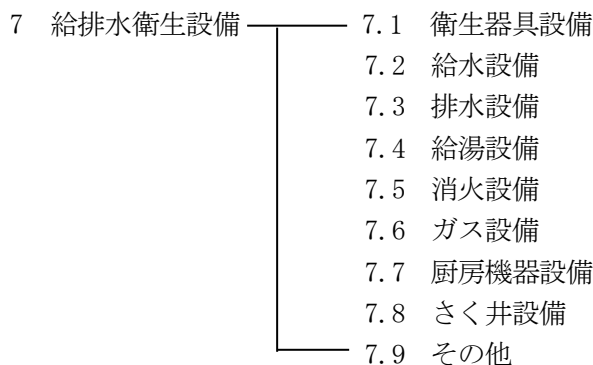 7 給排水衛生設備 7.1 衛生器具設備
7.2 給水設備
7.3 排水設備
7.4 給湯設備
7.5 消火設備
7.6 ガス設備
7.7 厨房機器設備
7.8 さく井設備
7.9 その他